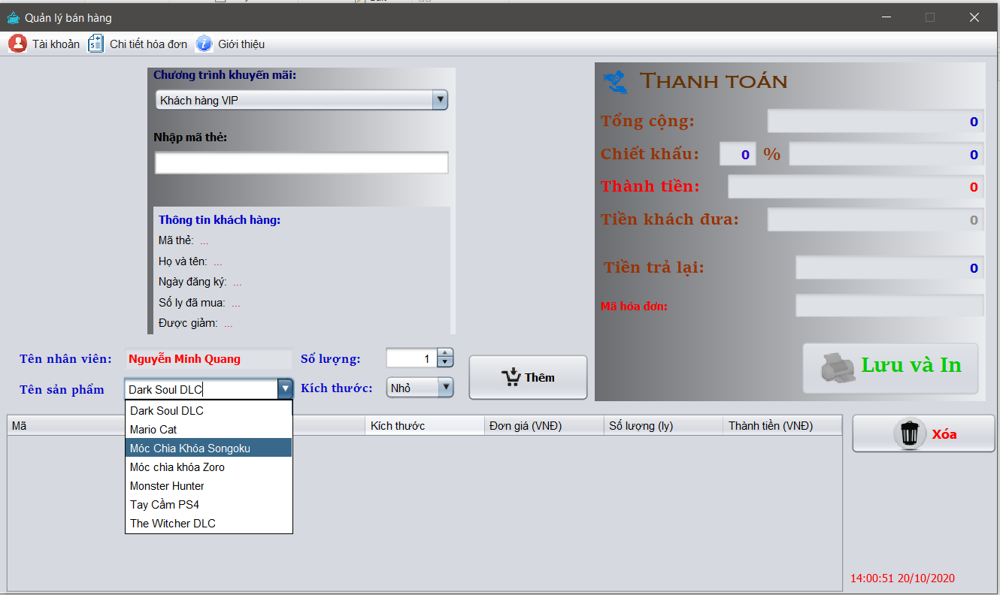 Quản lý bán hàng
Tài khoản Chi tiết hóa đơn Giới thiệu
Chương trình khuyến mãi:
Khách hàng VIP
Nhập mã thẻ:
Thông tin khách hàng:
Mã thẻ: ...
Họ và tên: ...
Ngày đăng ký: ...
Số ly đã mua: ...
Được giảm: ...
THANH TOÁN
Tổng cộng: 0
Chiết khấu: 0 % 0
Thành tiền: 0
Tiền khách đưa: 0
Tiền trả lại: 0
Mã hóa đơn:
Lưu và In
Tên nhân viên: Nguyễn Minh Quang Số lượng: 1
Tên sản phẩm Dark Soul DLC Kích thước: Nhỏ
Thêm
Dark Soul DLC
Mario Cat
Móc Chìa Khóa Songoku
Móc chìa khóa Zoro
Monster Hunter
Tay Cầm PS4
The Witcher DLC
Mã Kích thước Đơn giá (VNĐ) Số lượng (ly) Thành tiền (VNĐ)
Xóa
14:00:51 20/10/2020